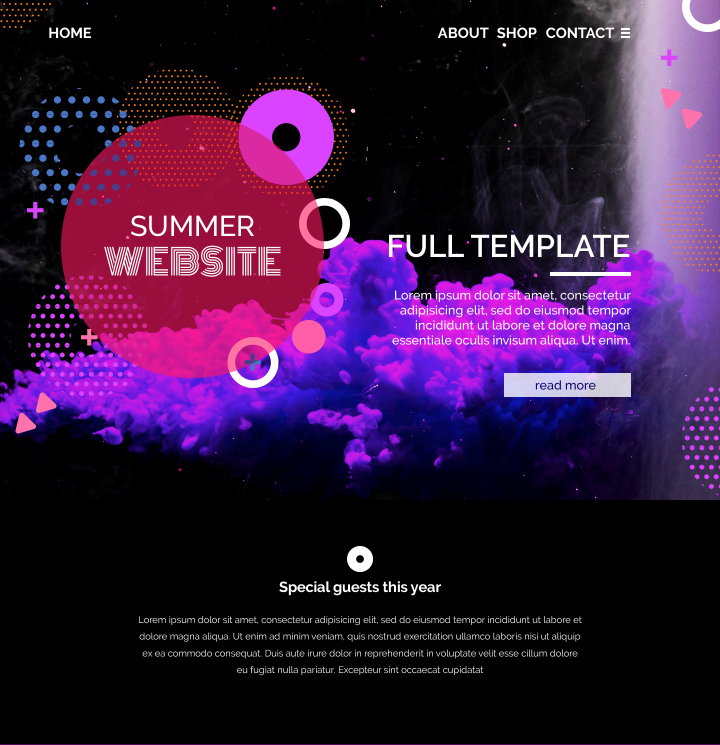 HOME
ABOUT SHOP CONTACT
SUMMER
WEBSITE
FULL TEMPLATE
Lorem ipsum dolor sit amet, consectetur
adipisicing elit, sed do eiusmod tempor
incididunt ut labore et dolore magna
essentiale oculis invisum aliqua. Ut enim.
read more
Special guests this year
Lorem ipsum dolor sit amet, consectetur adipisicing elit, sed do eiusmod tempor incididunt ut labore et
dolore magna aliqua. Ut enim ad minim veniam, quis nostrud exercitation ullamco laboris nisi ut aliquip
ex ea commodo consequat. Duis aute irure dolor in reprehenderit in voluptate velit esse cillum dolore
eu fugiat nulla pariatur. Excepteur sint occaecat cupidatat